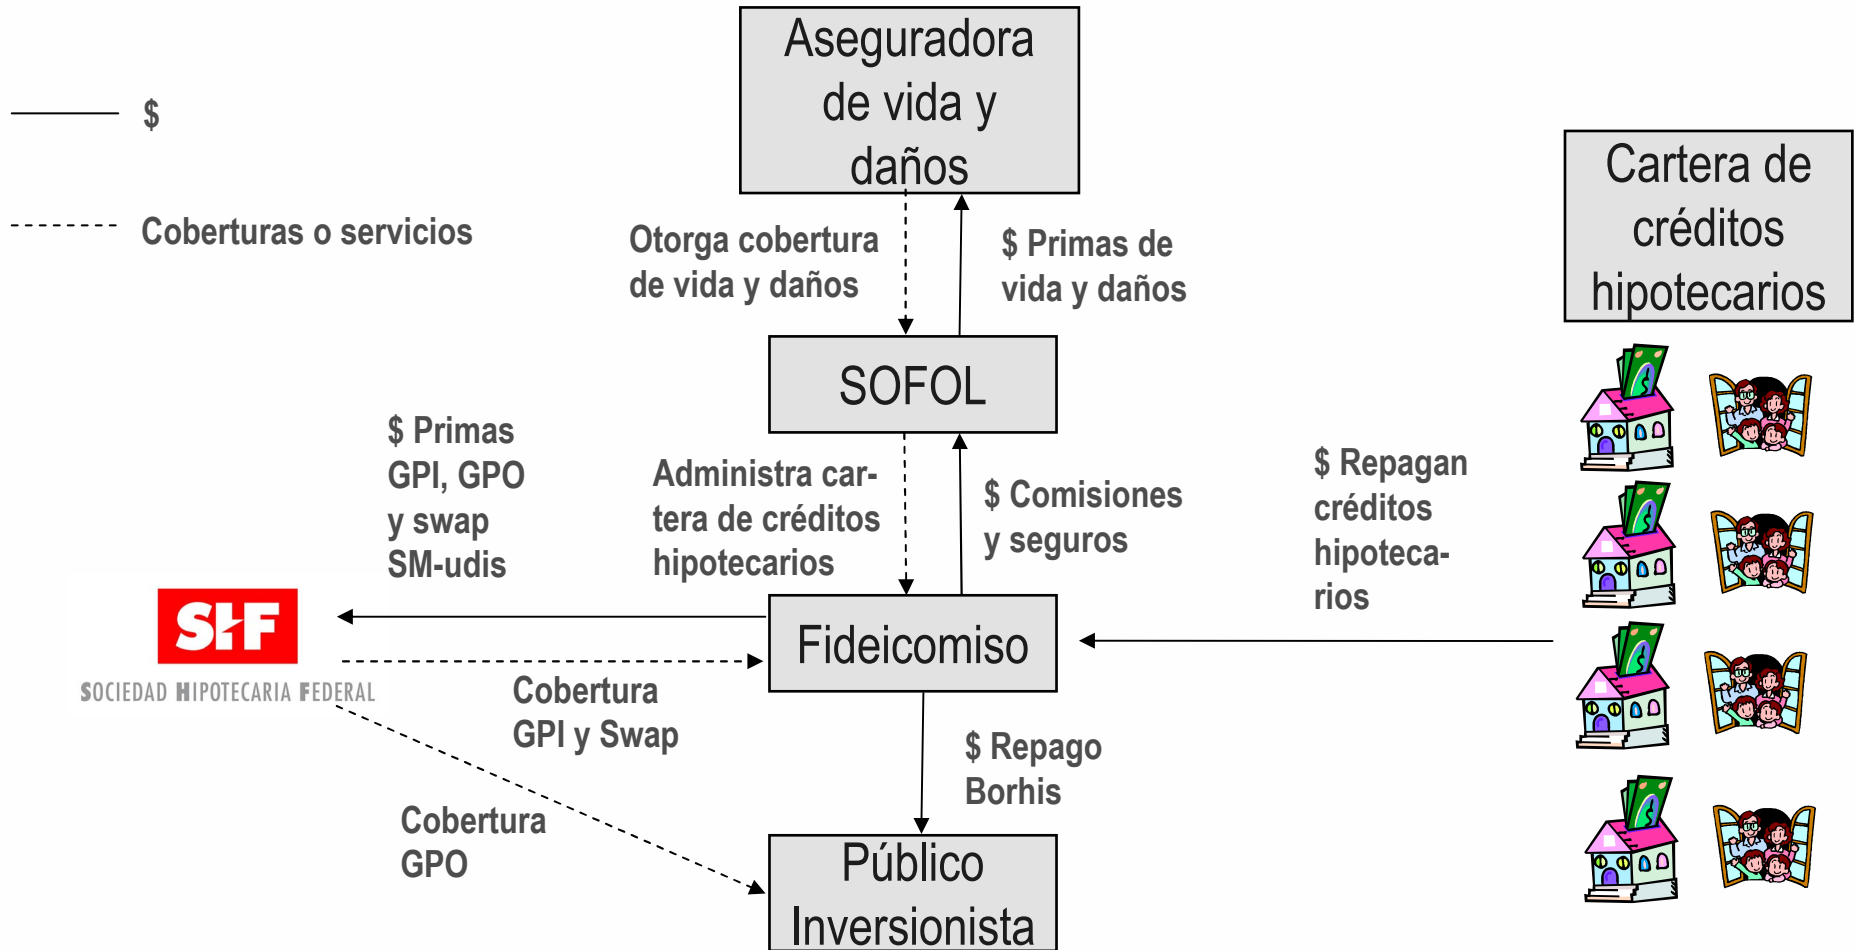 Aseguradora
de vida y
daños
$
Coberturas o servicios
Otorga cobertura
de vida y daños
$ Primas de
vida y daños
Cartera de
créditos
hipotecarios
SOFOL
$ Primas
GPI, GPO
y swap
SM-udis
Administra car-
tera de créditos
hipotecarios
$ Comisiones
y seguros
$ Repagan
créditos
hipoteca-
rios
SHF
SOCIEDAD HIPOTECARIA FEDERAL
Fideicomiso
Cobertura
GPI y Swap
$ Repago
Borhis
Cobertura
GPO
Público
Inversionista